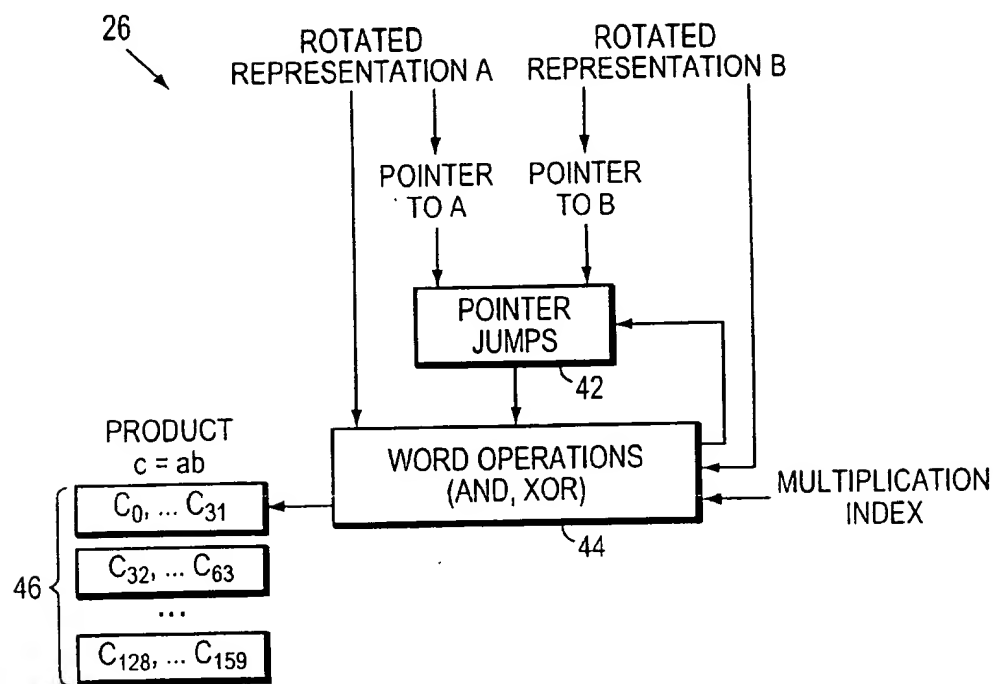 26
ROTATED
REPRESENTATION A
ROTATED
REPRESENTATION B
POINTER
TO A
POINTER
TO B
POINTER
JUMPS
42
PRODUCT
c = ab
WORD OPERATIONS
(AND, XOR)
MULTIPLICATION
INDEX
44
46
C0, ... C31
C32, ... C63
...
C128, ... C159